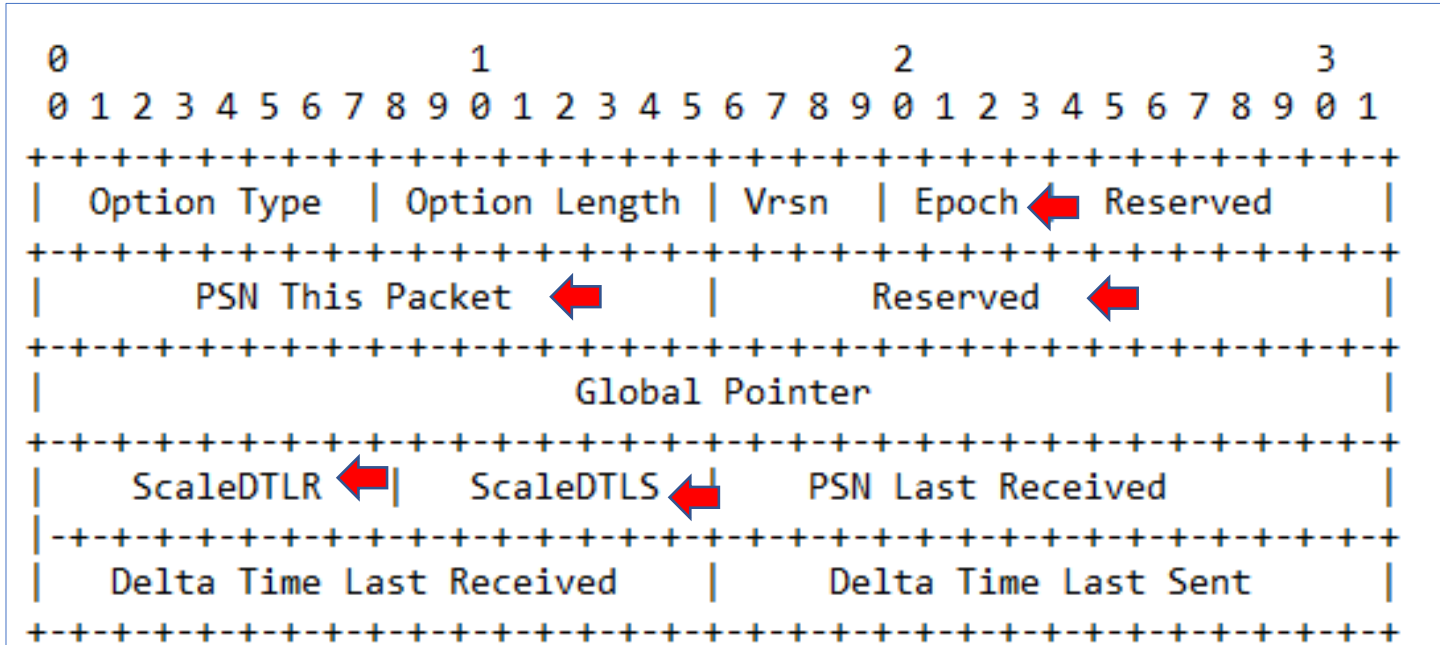 0                   1                   2                   3
0 1 2 3 4 5 6 7 8 9 0 1 2 3 4 5 6 7 8 9 0 1 2 3 4 5 6 7 8 9 0 1
+-+-+-+-+-+-+-+-+-+-+-+-+-+-+-+-+-+-+-+-+-+-+-+-+-+-+-+-+-+-+-+-+
| Option Type | Option Length | Vrsn | Epoch | Reserved |
+-+-+-+-+-+-+-+-+-+-+-+-+-+-+-+-+-+-+-+-+-+-+-+-+-+-+-+-+-+-+-+-+
| PSN This Packet | Reserved |
+-+-+-+-+-+-+-+-+-+-+-+-+-+-+-+-+-+-+-+-+-+-+-+-+-+-+-+-+-+-+-+-+
| Global Pointer |
+-+-+-+-+-+-+-+-+-+-+-+-+-+-+-+-+-+-+-+-+-+-+-+-+-+-+-+-+-+-+-+-+
| ScaleDTLR | ScaleDTLS | PSN Last Received |
|-+-+-+-+-+-+-+-+-+-+-+-+-+-+-+-+-+-+-+-+-+-+-+-+-+-+-+-+-+-+-+-+
| Delta Time Last Received | Delta Time Last Sent |
+-+-+-+-+-+-+-+-+-+-+-+-+-+-+-+-+-+-+-+-+-+-+-+-+-+-+-+-+-+-+-+-+